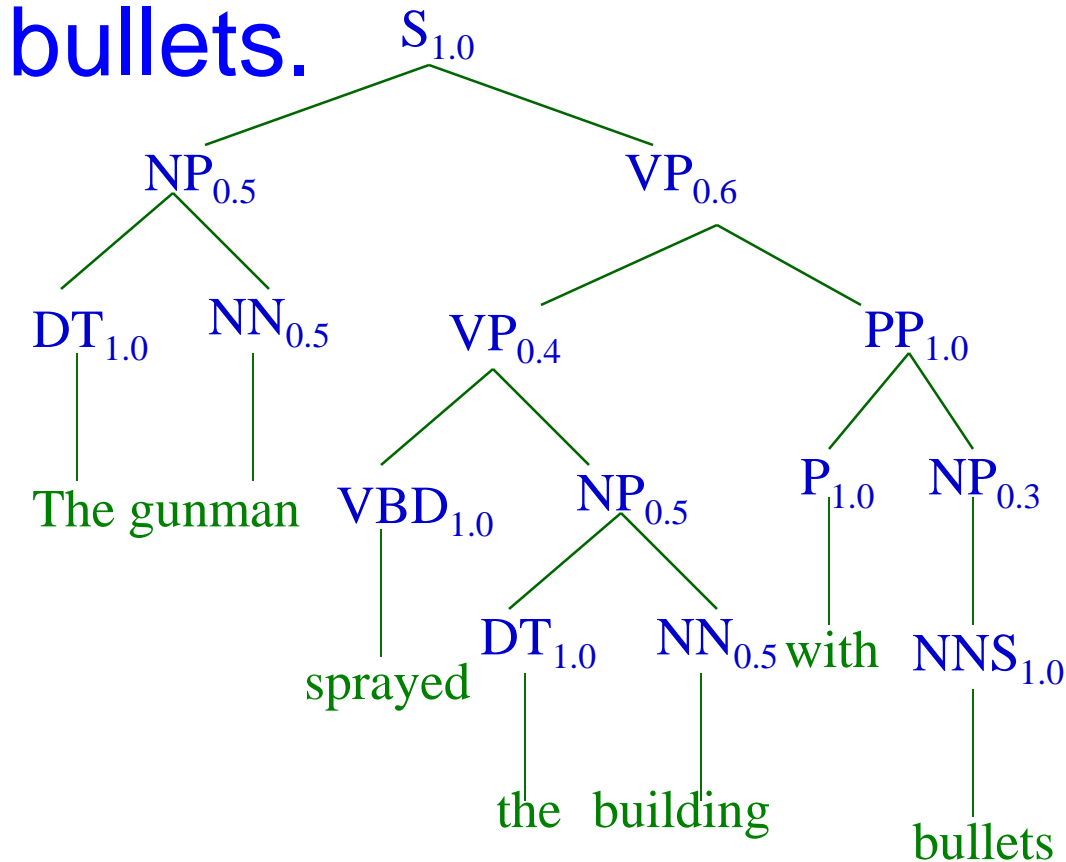 bullets.
S1.0
NP0.5 VP0.6
DT1.0 NN0.5 VP0.4 PP1.0
The gunman VBD1.0 NP0.5 P1.0 NP0.3
sprayed DT1.0 NN0.5 with NNS1.0
the building bullets